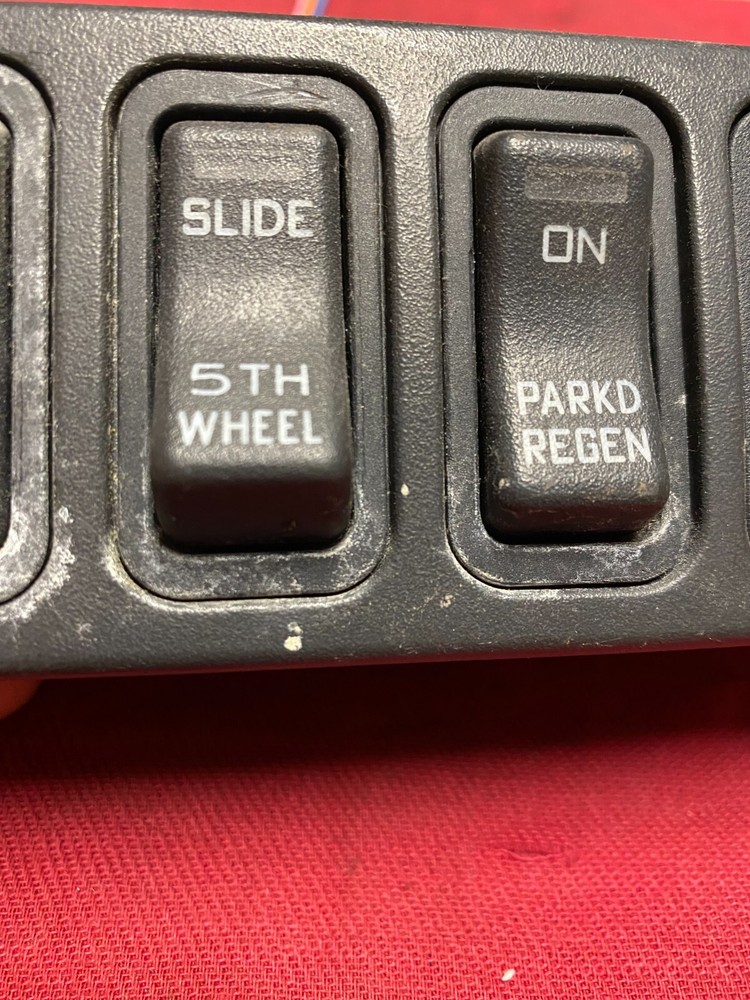 SLIDE
5TH
WHEEL
ON
PARKD
REGEN